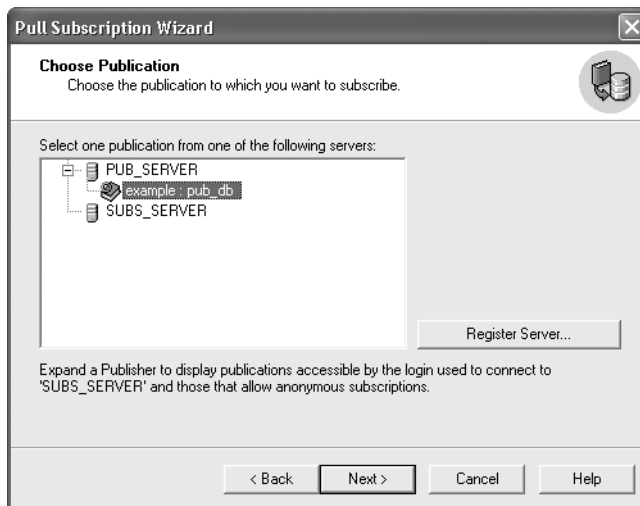 Pull Subscription Wizard
Choose Publication
Choose the publication to which you want to subscribe.
Select one publication from one of the following servers:
PUB_SERVER
example : pub_db
SUBS_SERVER
Register Server...
Expand a Publisher to display publications accessible by the login used to connect to
'SUBS_SERVER' and those that allow anonymous subscriptions.
< Back
Next >
Cancel
Help